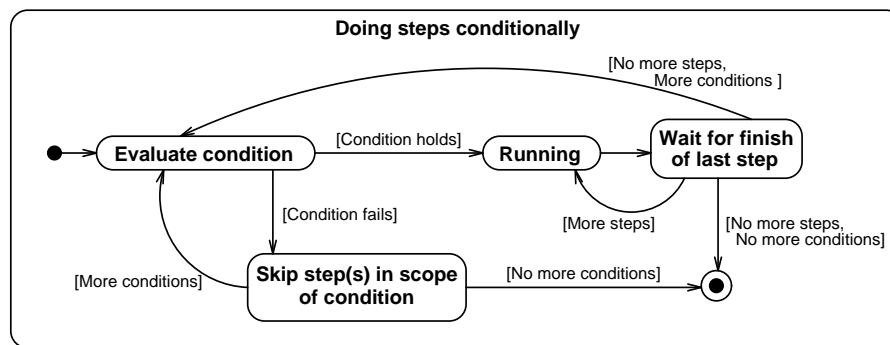 Doing steps conditionally
[No more steps,
More conditions ]
Evaluate condition
[Condition holds]
Running
Wait for finish
of last step
[Condition fails]
[More steps]
[No more steps,
No more conditions]
[More conditions]
Skip step(s) in scope
of condition
[No more conditions]